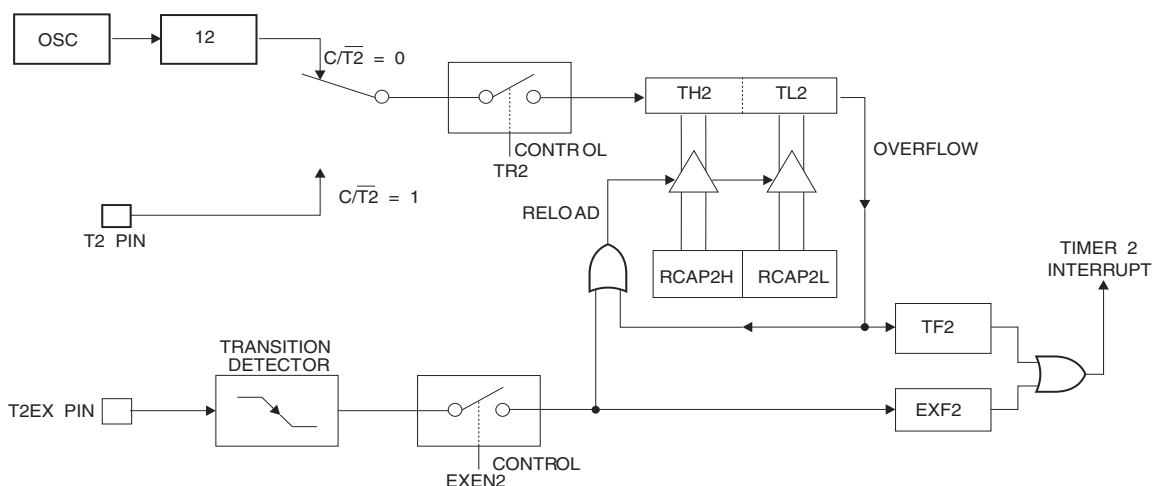 OSC
12
C/T2 = 0
TH2
TL2
CONTROL
TR2
OVERFLOW
C/T2 = 1
T2 PIN
RELOAD
RCAP2H
RCAP2L
TIMER 2
INTERRUPT
TF2
TRANSITION
DETECTOR
T2EX PIN
EXF2
CONTROL
EXEN2